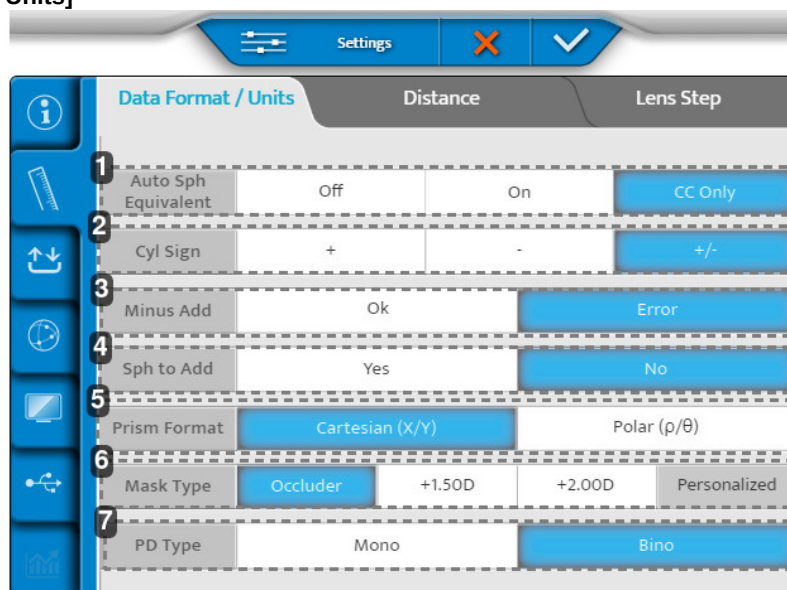 Units]
Settings
Data Format / Units Distance Lens Step
1
Auto Sph Equivalent Off On CC Only
2
Cyl Sign + - +/-
3
Minus Add Ok Error
4
Sph to Add Yes No
5
Prism Format Cartesian (X/Y) Polar (ρ/θ)
6
Mask Type Occluder +1.50D +2.00D Personalized
7
PD Type Mono Bino